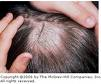 Copyright ©2006 by The McGraw-Hill Companies, Inc.
All rights reserved.